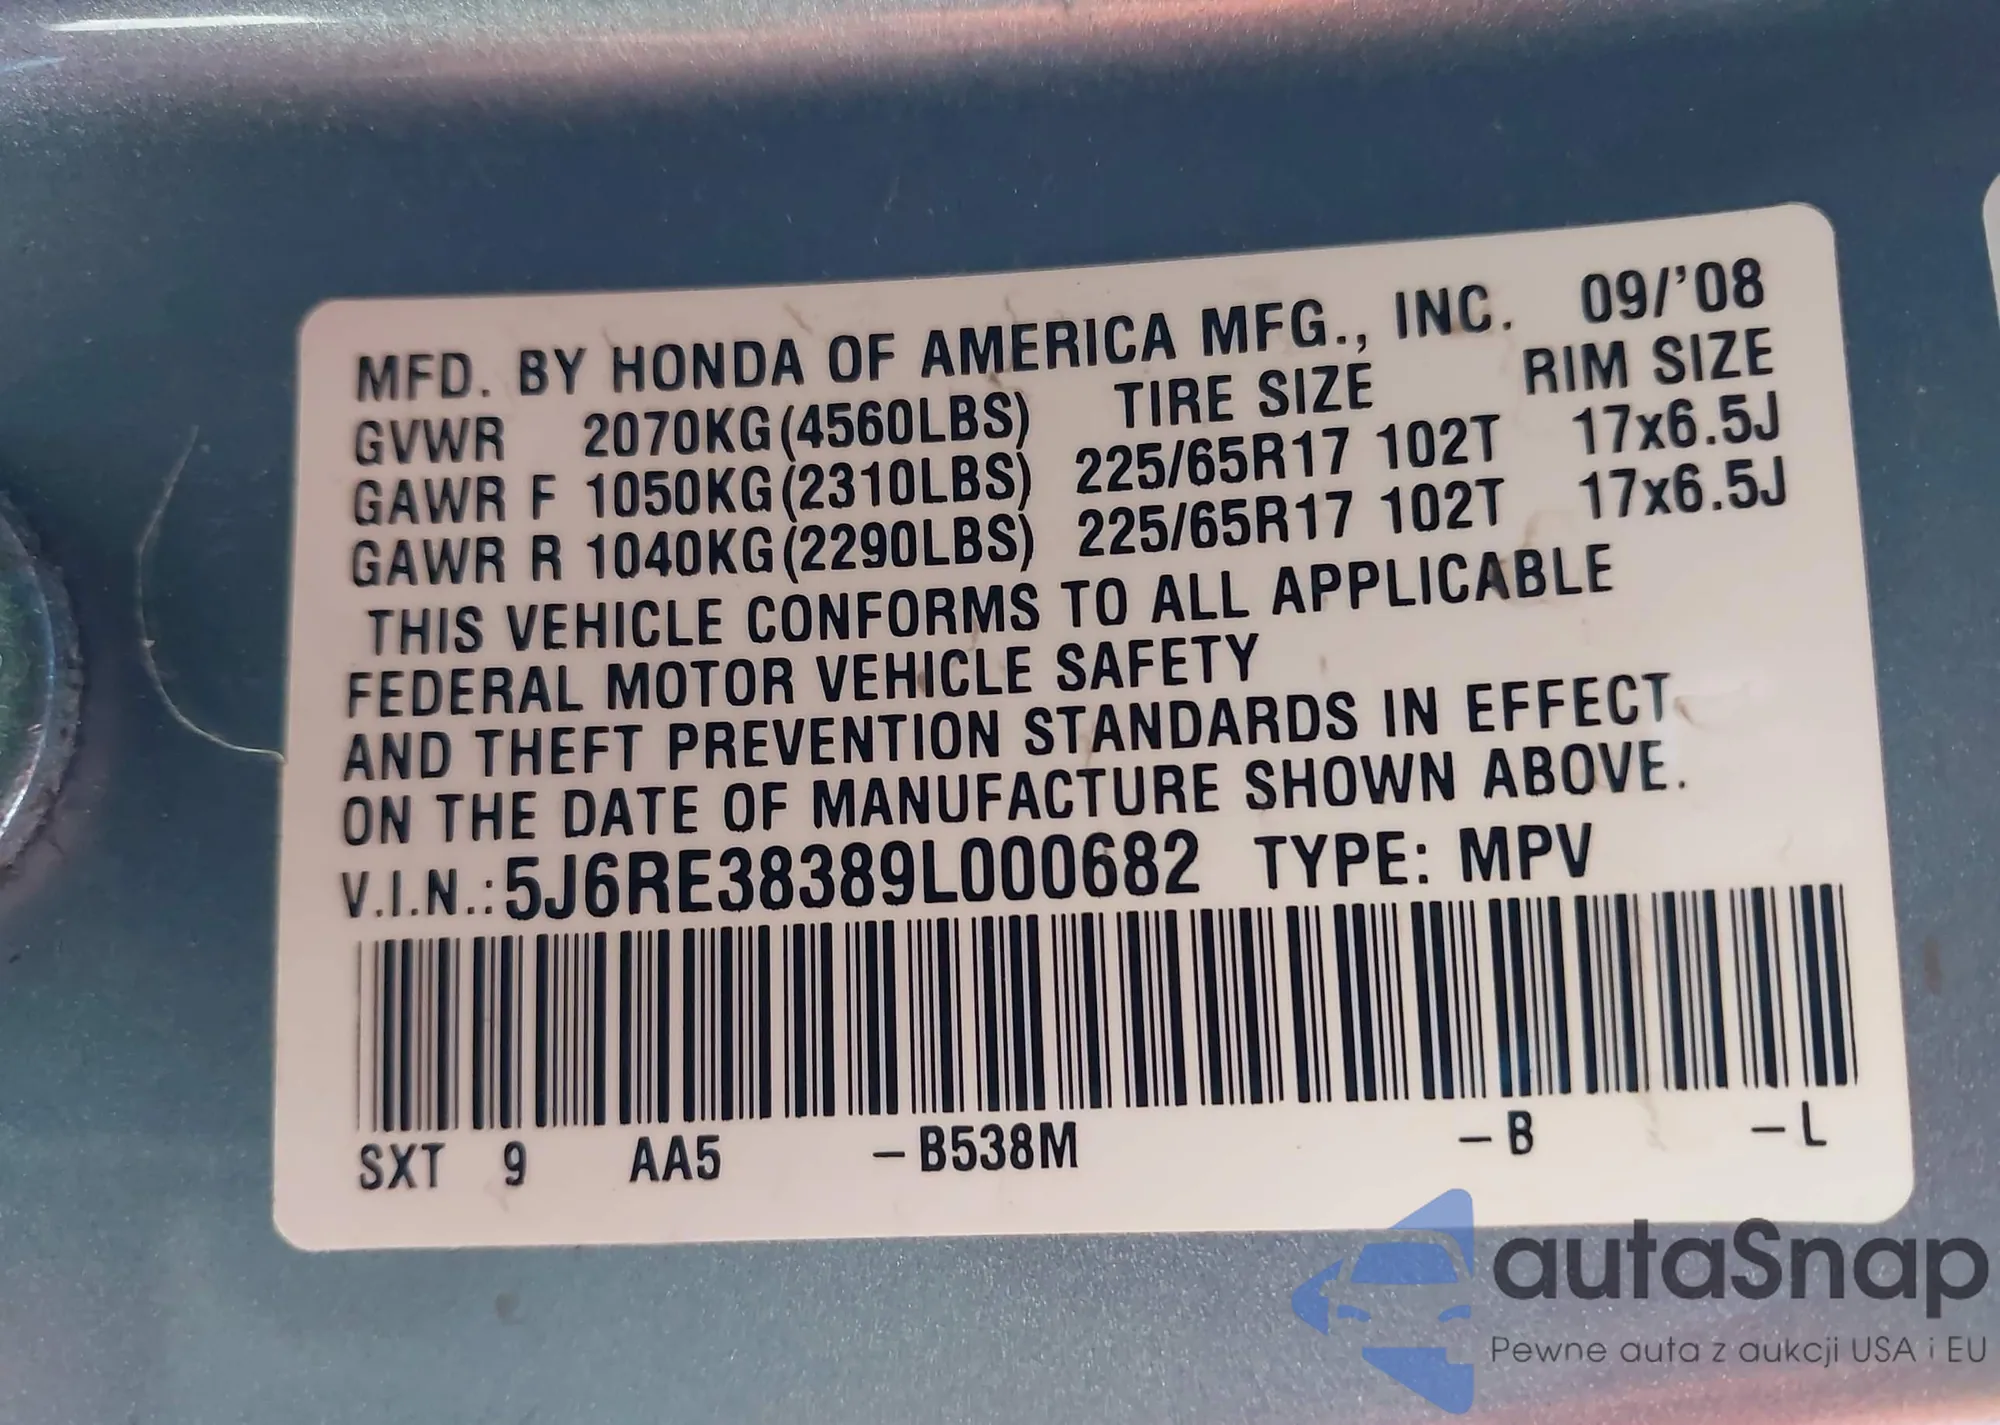 MFD. BY HONDA OF AMERICA MFG., INC. 09/'08
GVWR 2070KG(4560LBS) TIRE SIZE RIM SIZE
GAWR F 1050KG(2310LBS) 225/65R17 102T 17x6.5J
GAWR R 1040KG(2290LBS) 225/65R17 102T 17x6.5J
THIS VEHICLE CONFORMS TO ALL APPLICABLE
FEDERAL MOTOR VEHICLE SAFETY
AND THEFT PREVENTION STANDARDS IN EFFECT
ON THE DATE OF MANUFACTURE SHOWN ABOVE.
V.I.N.: 5J6RE38389L000682 TYPE: MPV
SXT 9 AA5 –B538M –B –L
autaSnap
Pewne auta z aukcji USA i EU